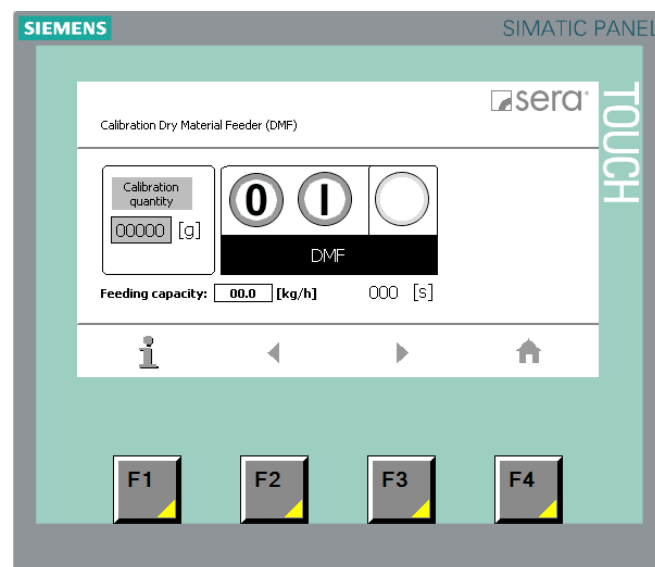 SIEMENS
SIMATIC PANEL
sera
TOUCH
Calibration Dry Material Feeder (DMF)
Calibration
quantity
00000 [g]
0 I
DMF
Feeding capacity: 00.0 [kg/h] 000 [s]
i
F1 F2 F3 F4